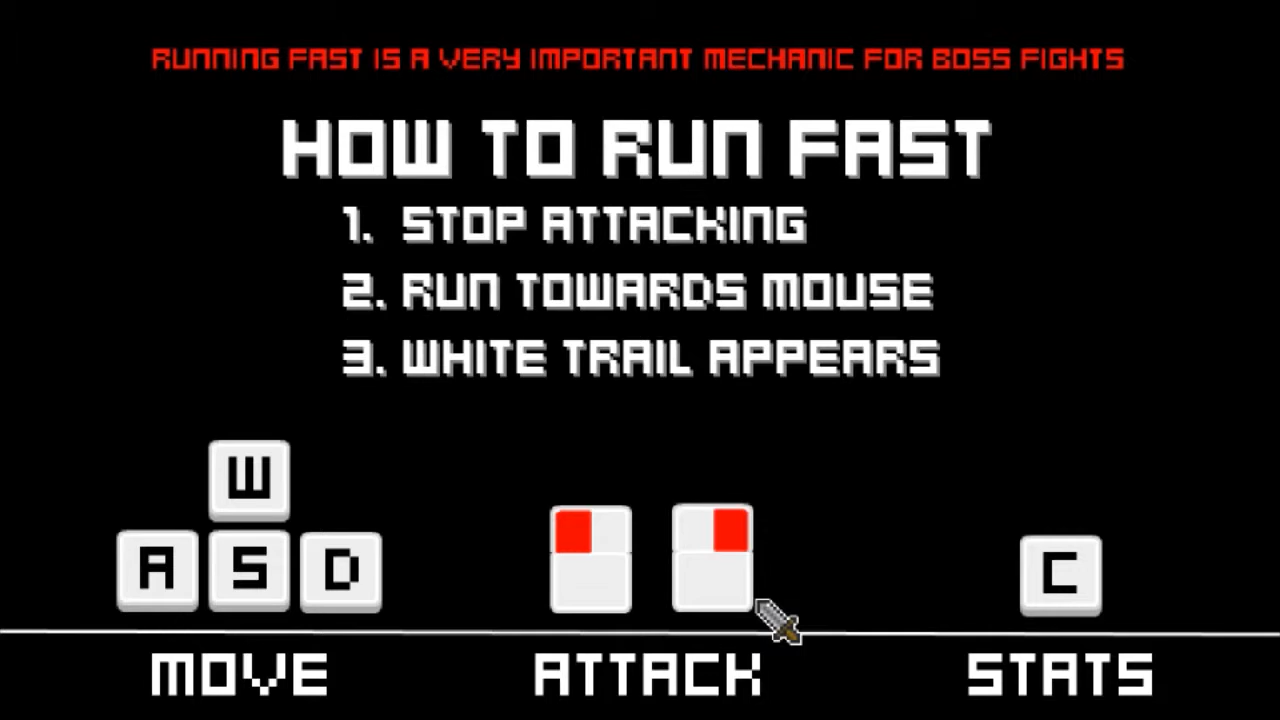 RUNNING FAST IS A VERY IMPORTANT MECHANIC FOR BOSS FIGHTS
HOW TO RUN FAST
1. STOP ATTACKING
2. RUN TOWARDS MOUSE
3. WHITE TRAIL APPEARS
W
A S D
C
MOVE
ATTACK
STATS